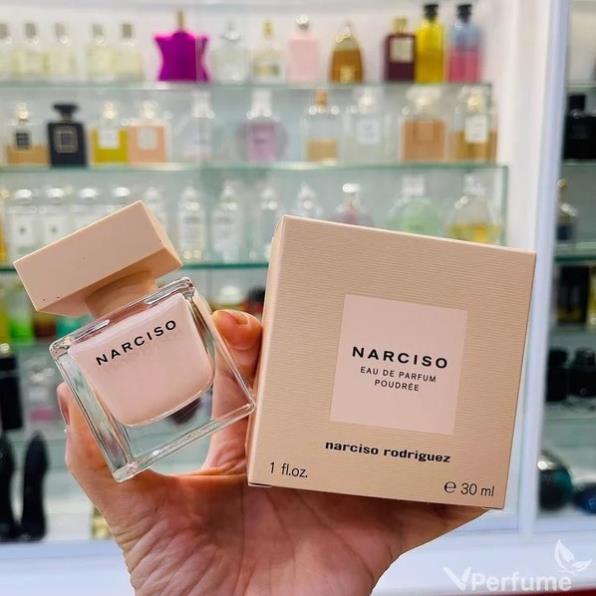 NARCISO
NARCISO
EAU DE PARFUM
POUDRÉE
narciso rodriguez
1 fl.oz.
℮ 30 ml
VPerfume